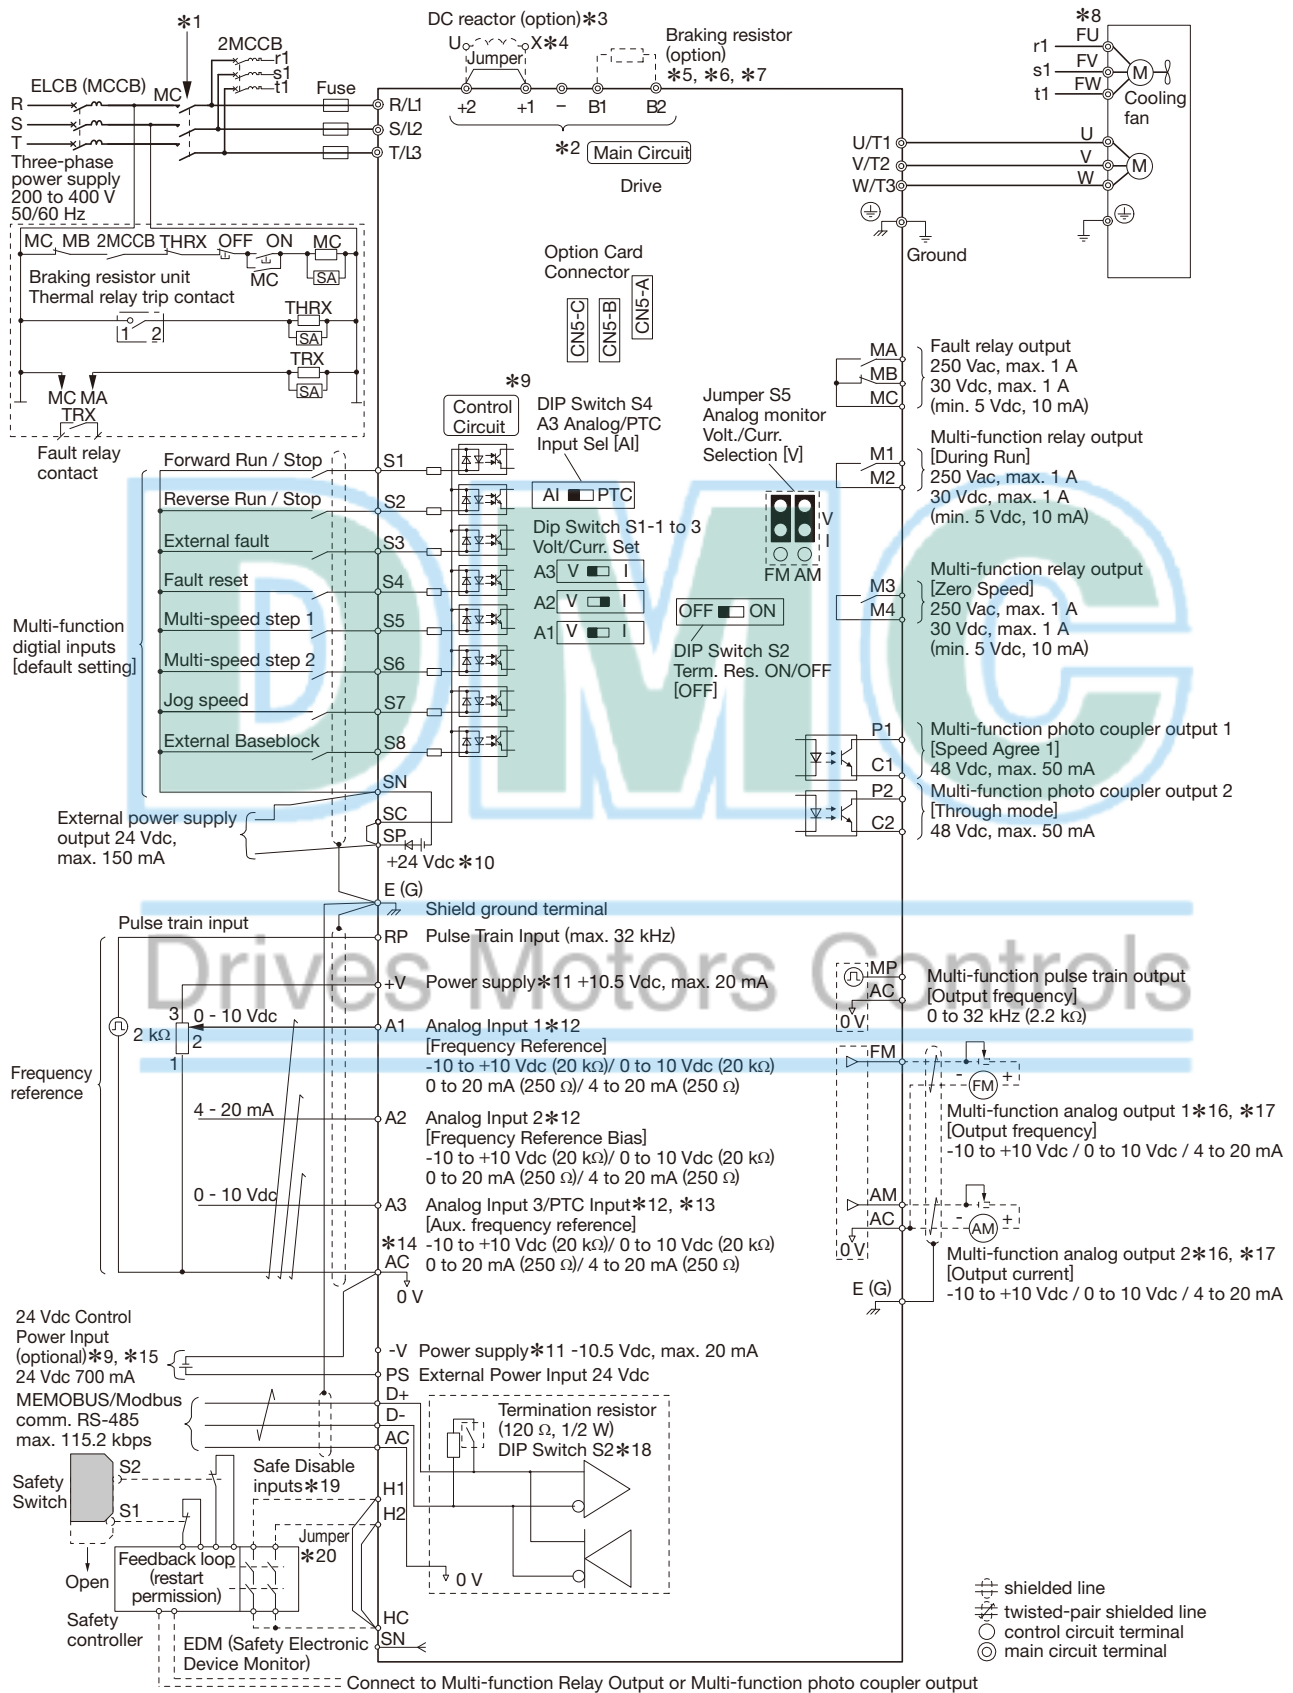 ∗1
DC reactor (option)∗3
U X∗4
Jumper
Braking resistor
(option)
∗5, ∗6, ∗7
∗8
r1 FU
s1 FV
t1 FW
M
Cooling
fan
2MCCB
r1
s1
t1
ELCB (MCCB)
MC
Fuse
R
S
T
R/L1
S/L2
T/L3
+2 +1 − B1 B2
∗2
Main Circuit
Drive
Three-phase
power supply
200 to 400 V
50/60 Hz
U/T1 U
V/T2 V
W/T3 W
M
Ground
MC MB 2MCCB THRX OFF ON MC
MC
SA
Braking resistor unit
Thermal relay trip contact
1 2
THRX
SA
TRX
SA
MC MA
TRX
Fault relay
contact
Option Card
Connector
CN5-C
CN5-B
CN5-A
∗9
Control
Circuit
DIP Switch S4
A3 Analog/PTC
Input Sel [AI]
AI PTC
Dip Switch S1-1 to 3
Volt/Curr. Set
A3 V I
A2 V I
A1 V I
Jumper S5
Analog monitor
Volt./Curr.
Selection [V]
V
I
FM AM
OFF ON
DIP Switch S2
Term. Res. ON/OFF
[OFF]
MA
MB
MC
Fault relay output
250 Vac, max. 1 A
30 Vdc, max. 1 A
(min. 5 Vdc, 10 mA)
M1
M2
Multi-function relay output
[During Run]
250 Vac, max. 1 A
30 Vdc, max. 1 A
(min. 5 Vdc, 10 mA)
M3
M4
Multi-function relay output
[Zero Speed]
250 Vac, max. 1 A
30 Vdc, max. 1 A
(min. 5 Vdc, 10 mA)
P1
C1
Multi-function photo coupler output 1
[Speed Agree 1]
48 Vdc, max. 50 mA
P2
C2
Multi-function photo coupler output 2
[Through mode]
48 Vdc, max. 50 mA
Multi-function
digtial inputs
[default setting]
Forward Run / Stop S1
Reverse Run / Stop S2
External fault S3
Fault reset S4
Multi-speed step 1 S5
Multi-speed step 2 S6
Jog speed S7
External Baseblock S8
SN
SC
SP
External power supply
output 24 Vdc,
max. 150 mA
+24 Vdc∗10
DMC
Drives Motors Controls
E (G)
Shield ground terminal
Pulse train input
RP Pulse Train Input (max. 32 kHz)
+V Power supply∗11 +10.5 Vdc, max. 20 mA
Frequency
reference
2 kΩ
3
2
1
0 - 10 Vdc
A1 Analog Input 1∗12
[Frequency Reference]
-10 to +10 Vdc (20 kΩ)/ 0 to 10 Vdc (20 kΩ)
0 to 20 mA (250 Ω)/ 4 to 20 mA (250 Ω)
4 - 20 mA
A2 Analog Input 2∗12
[Frequency Reference Bias]
-10 to +10 Vdc (20 kΩ)/ 0 to 10 Vdc (20 kΩ)
0 to 20 mA (250 Ω)/ 4 to 20 mA (250 Ω)
0 - 10 Vdc
A3 Analog Input 3/PTC Input∗12, ∗13
[Aux. frequency reference]
-10 to +10 Vdc (20 kΩ)/ 0 to 10 Vdc (20 kΩ)
0 to 20 mA (250 Ω)/ 4 to 20 mA (250 Ω)
∗14
AC
0 V
MP
AC
0 V
Multi-function pulse train output
[Output frequency]
0 to 32 kHz (2.2 kΩ)
FM
- FM +
Multi-function analog output 1∗16, ∗17
[Output frequency]
-10 to +10 Vdc / 0 to 10 Vdc / 4 to 20 mA
AM
AC
0 V
- AM +
Multi-function analog output 2∗16, ∗17
[Output current]
-10 to +10 Vdc / 0 to 10 Vdc / 4 to 20 mA
E (G)
24 Vdc Control
Power Input
(optional)∗9, ∗15
24 Vdc 700 mA
-V Power supply∗11 -10.5 Vdc, max. 20 mA
PS External Power Input 24 Vdc
MEMOBUS/Modbus
comm. RS-485
max. 115.2 kbps
D+
D-
AC
Termination resistor
(120 Ω, 1/2 W)
DIP Switch S2∗18
0 V
Safety
Switch
S2
S1
Open
Safe Disable
inputs∗19
H1
H2
Jumper
∗20
Feedback loop
(restart
permission)
Safety
controller
HC
SN
EDM (Safety Electronic
Device Monitor)
Connect to Multi-function Relay Output or Multi-function photo coupler output
shielded line
twisted-pair shielded line
control circuit terminal
main circuit terminal